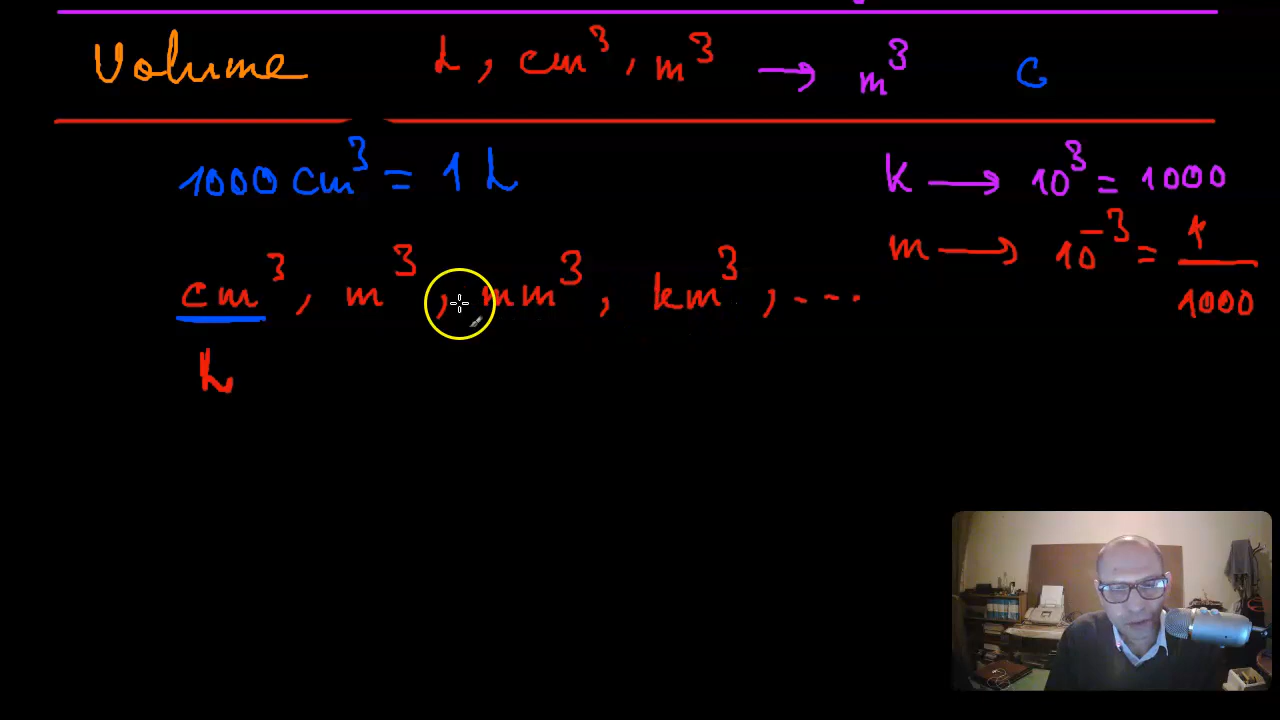 Volume L, cm³, m³ → m³
1000 cm³ = 1 L
k → 10³ = 1000
m → 10⁻³ = 1/1000
cm³, m³, mm³, km³, ...
L